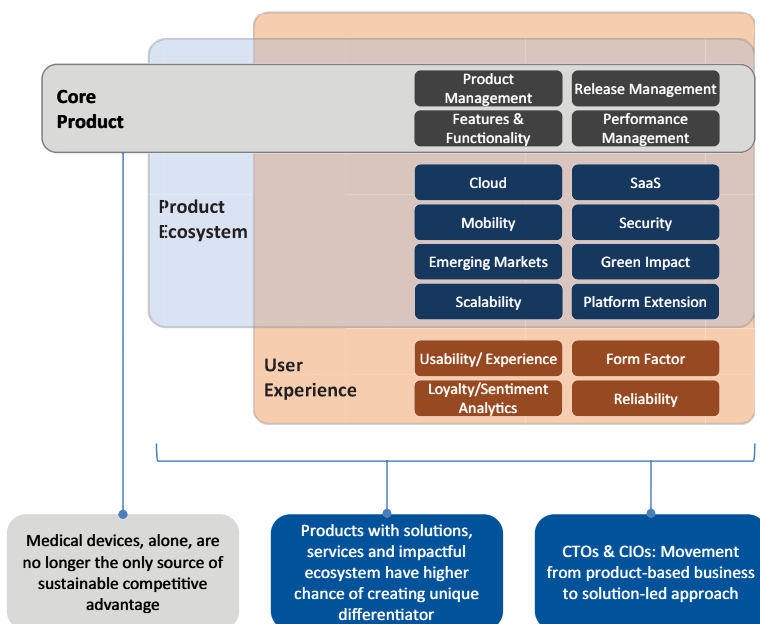 Core
Product
Product
Management
Release Management
Features &
Functionality
Performance
Management
Product
Ecosystem
Cloud
SaaS
Mobility
Security
Emerging Markets
Green Impact
Scalability
Platform Extension
User
Experience
Usability/ Experience
Form Factor
Loyalty/Sentiment
Analytics
Reliability
Medical devices, alone, are
no longer the only source of
sustainable competitive
advantage
Products with solutions,
services and impactful
ecosystem have higher
chance of creating unique
differentiator
CTOs & CIOs: Movement
from product-based business
to solution-led approach